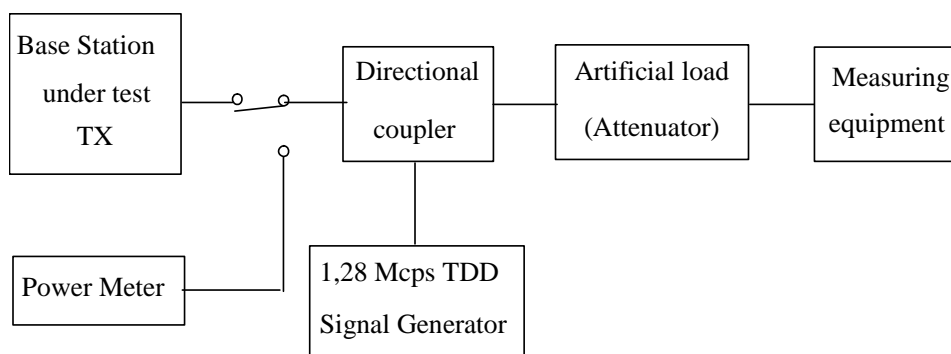 Base Station
under test
TX
Directional
coupler
Artificial load
(Attenuator)
Measuring
equipment
Power Meter
1,28 Mcps TDD
Signal Generator